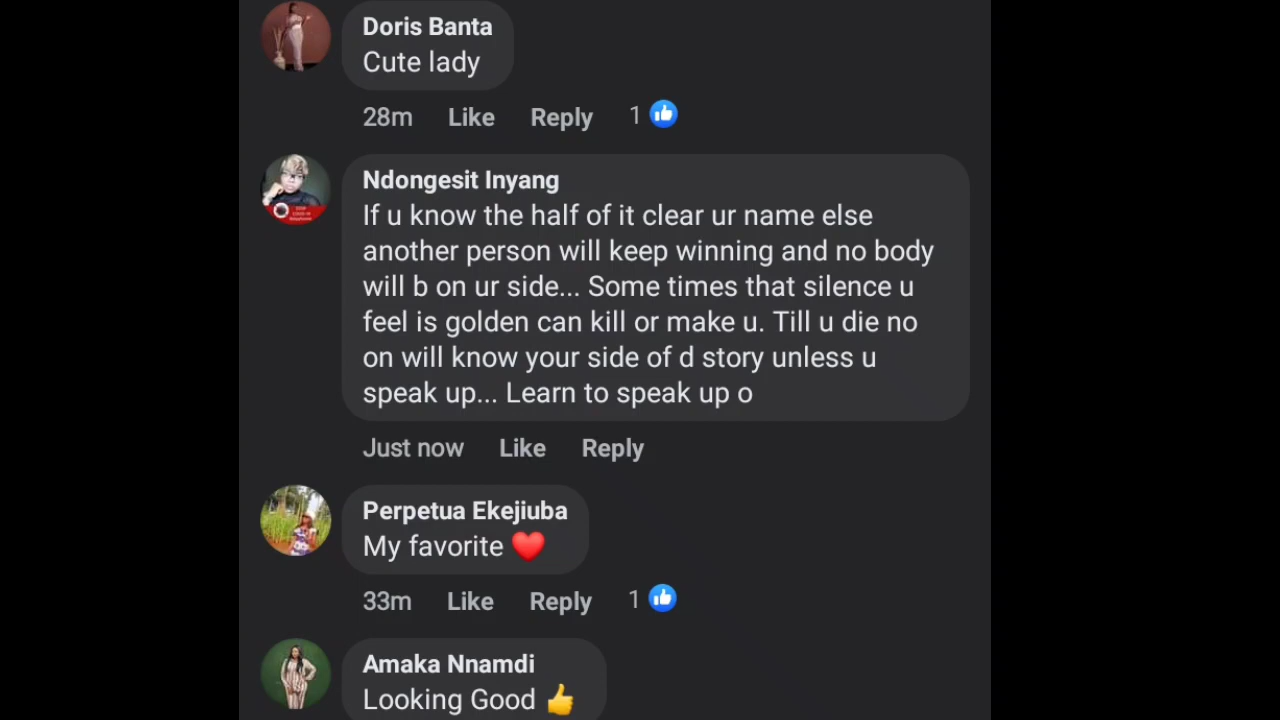 Doris Banta
Cute lady
28m Like Reply 1
Ndongesit Inyang
If u know the half of it clear ur name else
another person will keep winning and no body
will b on ur side... Some times that silence u
feel is golden can kill or make u. Till u die no
on will know your side of d story unless u
speak up... Learn to speak up o
Just now Like Reply
Perpetua Ekejiuba
My favorite ❤️
33m Like Reply 1
Amaka Nnamdi
Looking Good 👍